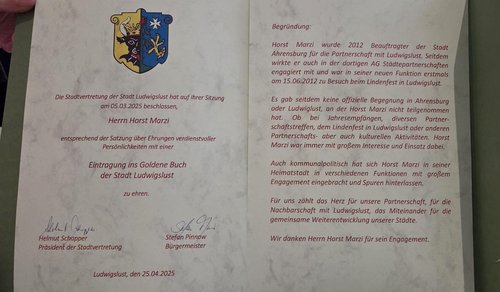 Die Stadtvertretung der Stadt Ludwigslust hat auf ihrer Sitzung
am 05.03.2025 beschlossen,
Herrn Horst Marzi
entsprechend der Satzung über Ehrungen verdienstvoller
Persönlichkeiten mit einer
Eintragung ins Goldene Buch
der Stadt Ludwigslust
zu ehren.
Helmut Schapper
Präsident der Stadtvertretung
Stefan Pinnow
Bürgermeister
Ludwigslust, den 25.04.2025
Begründung:
Horst Marzi wurde 2012 Beauftragter der Stadt
Ahrensburg für die Partnerschaft mit Ludwigslust. Seitdem
wirkte er auch in der dortigen AG Städtepartnerschaften
engagiert mit und war in seiner neuen Funktion erstmals
am 15.06.2012 zu Besuch beim Lindenfest in Ludwigslust.
Es gab seitdem keine offizielle Begegnung in Ahrensburg
oder Ludwigslust, an der Horst Marzi nicht teilgenommen
hat. Ob bei Jahresempfängen, diversen Partner-
schaftstreffen, dem Lindenfest in Ludwigslust oder anderen
Partnerschafts- aber auch kulturellen Aktivitäten. Horst
Marzi war immer mit großem Interesse und Einsatz dabei.
Auch kommunalpolitisch hat sich Horst Marzi in seiner
Heimatstadt in verschiedenen Funktionen mit großem
Engagement eingebracht und Spuren hinterlassen.
Für uns zählt das Herz für unsere Partnerschaft, für die
Nachbarschaft mit Ludwigslust, das Miteinander für die
gemeinsame Weiterentwicklung unserer Städte.
Wir danken Herrn Horst Marzi für sein Engagement.